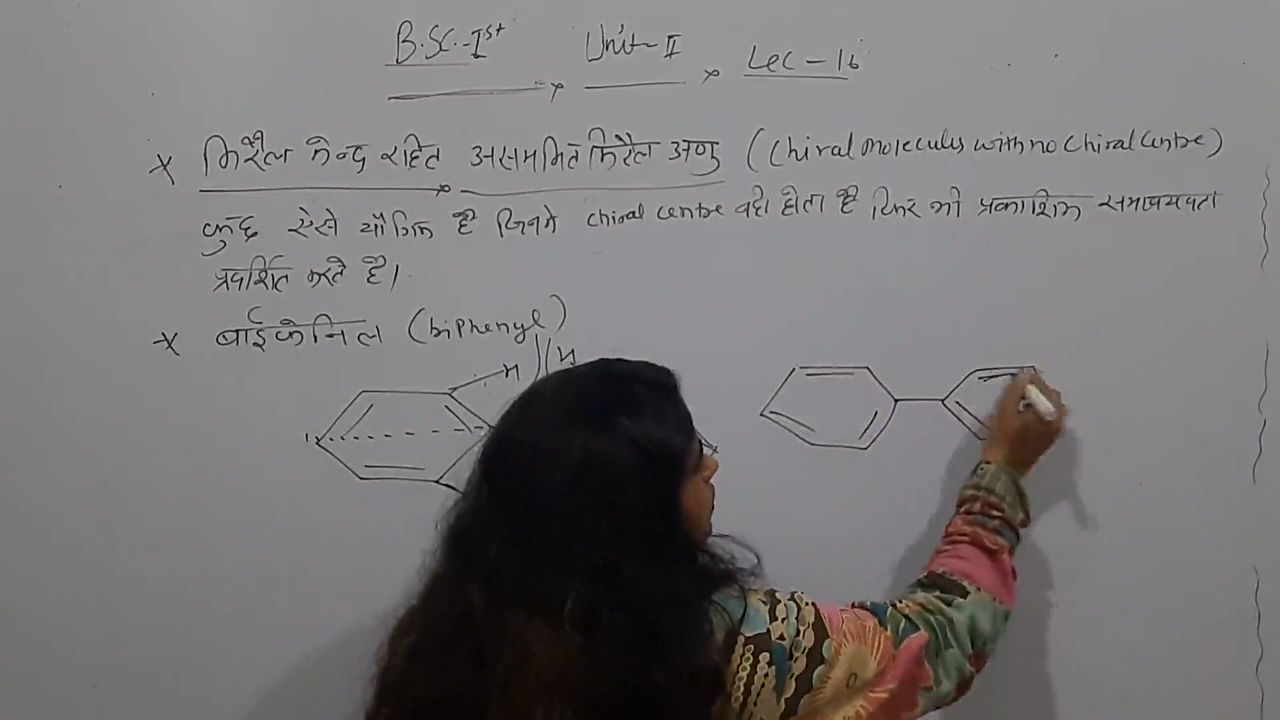 B.SC.-Ist Unit-II Lec-16
* किरैल केन्द्र रहित असममित किरैल अणु (Chiral moleculus with no Chiral Centre)
कुछ ऐसे यौगिक है जिनमे chiral centre नही होता है फिर भी प्रकाशिक समावयवता
प्रदर्शित करते है।
* बाईफेनिल (biphenyl)
H H